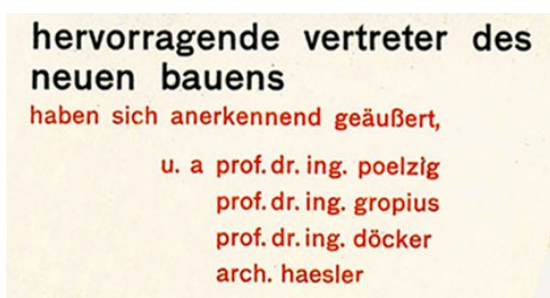 hervorragende vertreter des
neuen bauens
haben sich anerkennend geäußert,
u. a prof. dr. ing. poelzig
prof. dr. ing. gropius
prof. dr. ing. döcker
arch. haesler